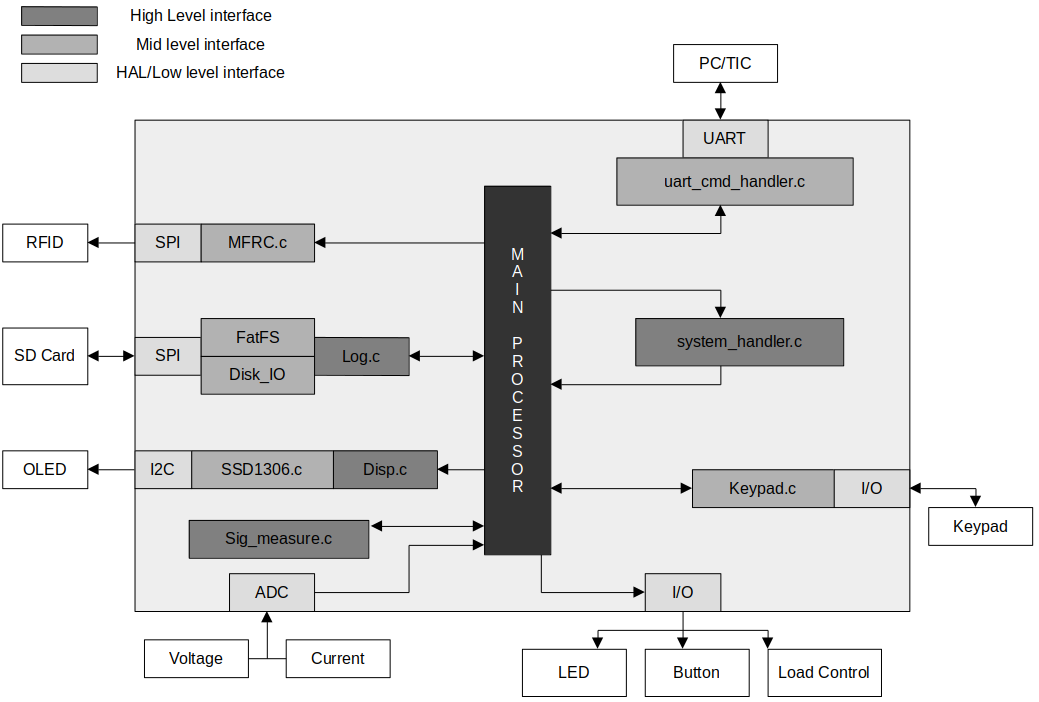 High Level interface
Mid level interface
HAL/Low level interface
PC/TIC
UART
uart_cmd_handler.c
RFID
SPI
MFRC.c
MAIN PROCESSOR
SD Card
SPI
FatFS
Disk_IO
Log.c
system_handler.c
OLED
I2C
SSD1306.c
Disp.c
Keypad.c
I/O
Keypad
Sig_measure.c
ADC
I/O
Voltage
Current
LED
Button
Load Control